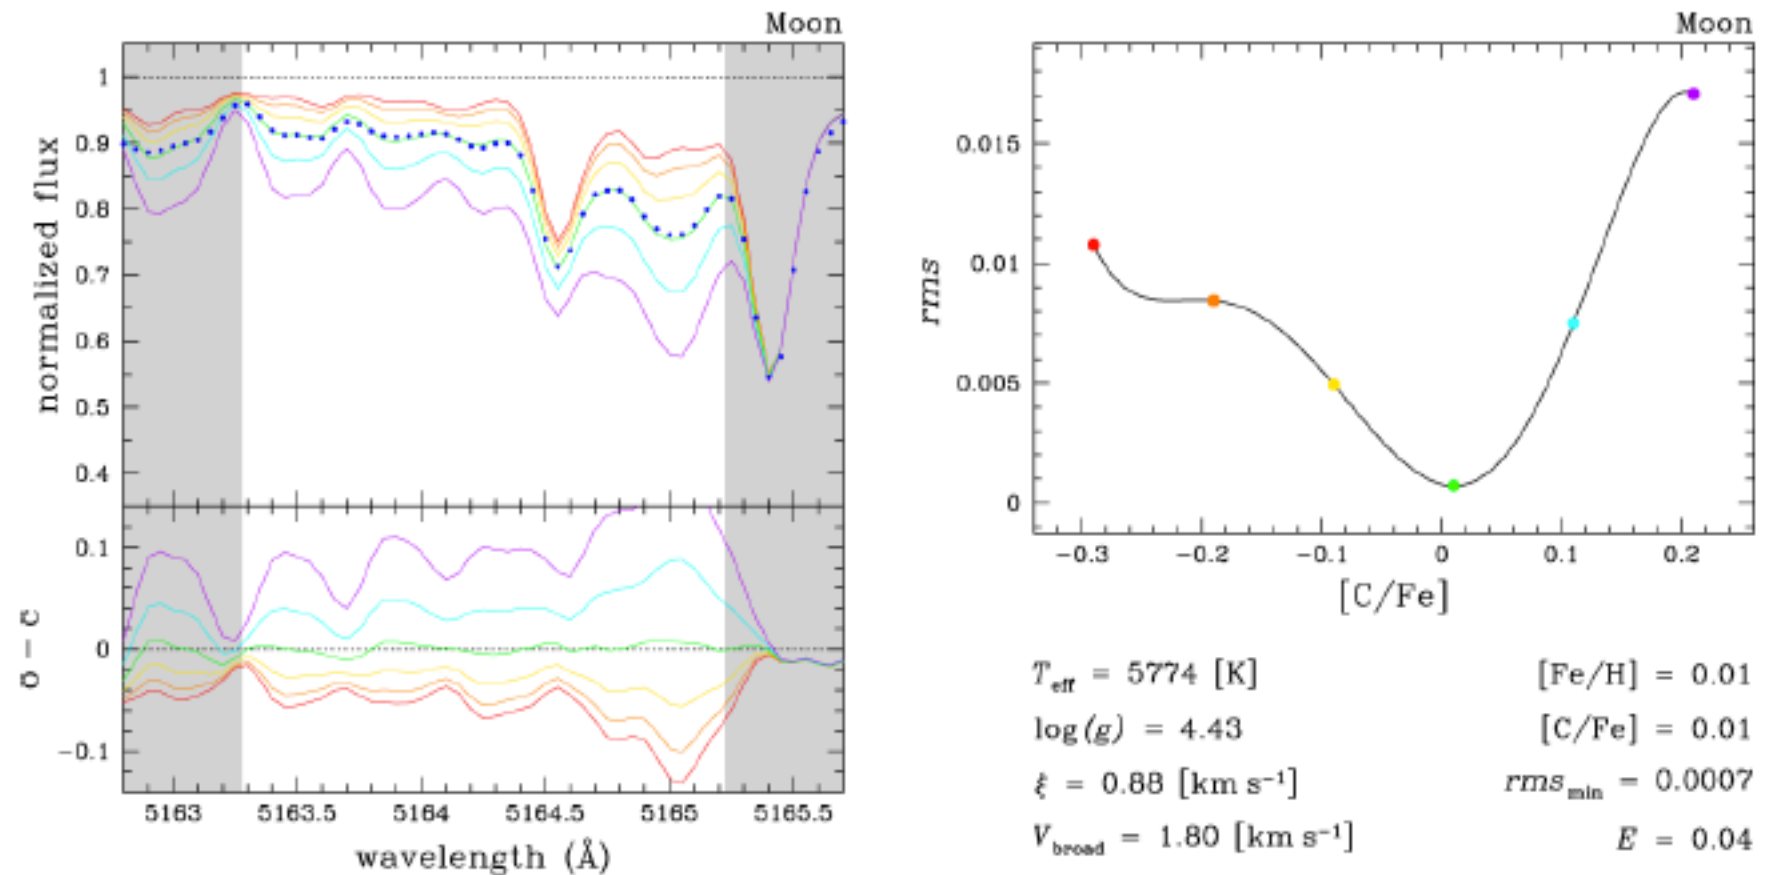 Moon
1
0.9
0.8
0.7
0.6
0.5
0.4
normalized flux
0.1
0
−0.1
o − c
5163
5163.5
5164
5164.5
5165
5165.5
wavelength (Å)
Moon
0.015
0.01
0.005
0
rms
−0.3
−0.2
−0.1
0
0.1
0.2
[C/Fe]
T_eff = 5774 [K]
[Fe/H] = 0.01
log(g) = 4.43
[C/Fe] = 0.01
ξ = 0.88 [km s⁻¹]
rms_min = 0.0007
V_broad = 1.80 [km s⁻¹]
E = 0.04